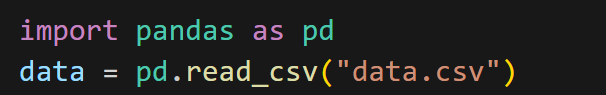 import pandas as pd
data = pd.read_csv("data.csv")